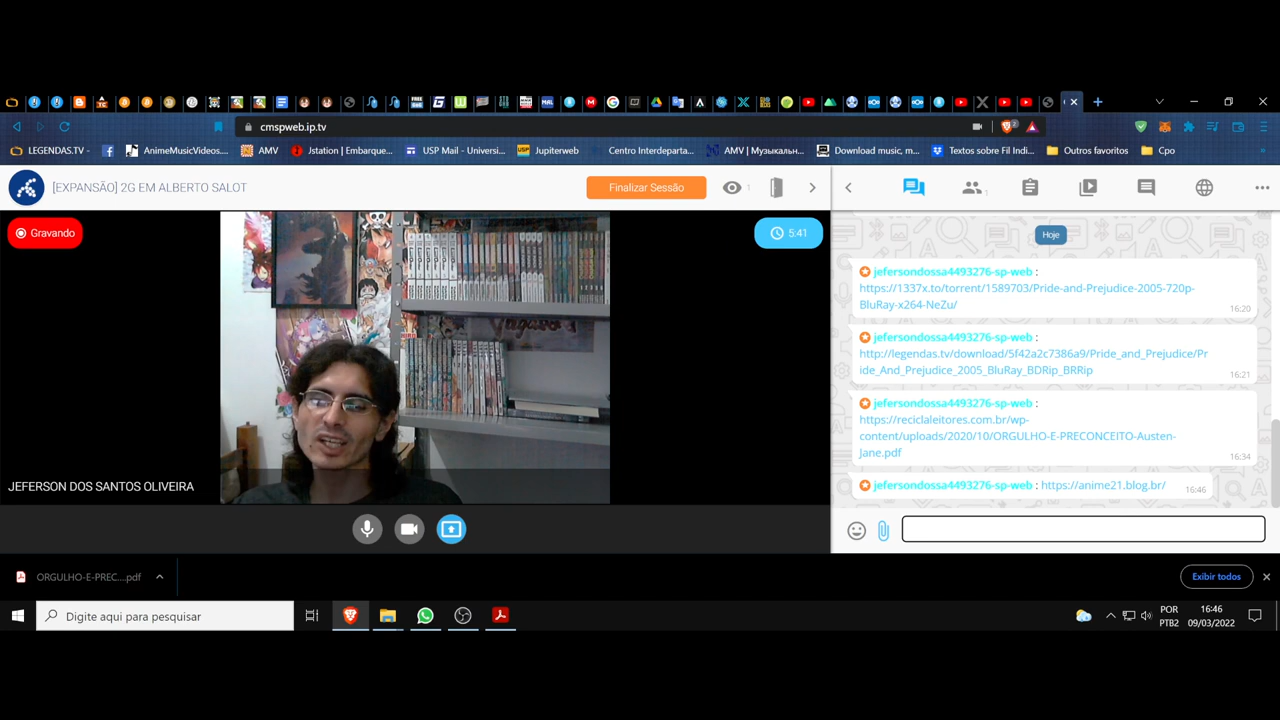 cmspweb.ip.tv
2
LEGENDAS.TV -
AnimeMusicVideos...
AMV
Jstation | Embarque...
USP Mail - Universi...
Jupiterweb
Centro Interdeparta...
AMV | Музыкальн...
Download music, m...
Textos sobre Fil Indi...
Outros favoritos
Cpo
[EXPANSÃO] 2G EM ALBERTO SALOT
Finalizar Sessão
1
1
Gravando
5:41
JEFERSON DOS SANTOS OLIVEIRA
Hoje
jefersondossa4493276-sp-web :
https://1337x.to/torrent/1589703/Pride-and-Prejudice-2005-720p-
BluRay-x264-NeZu/
16:20
jefersondossa4493276-sp-web :
http://legendas.tv/download/5f42a2c7386a9/Pride_and_Prejudice/Pr
ide_And_Prejudice_2005_BluRay_BDRip_BRRip
16:21
jefersondossa4493276-sp-web :
https://reciclaleitores.com.br/wp-
content/uploads/2020/10/ORGULHO-E-PRECONCEITO-Austen-
Jane.pdf
16:34
jefersondossa4493276-sp-web : https://anime21.blog.br/
16:46
ORGULHO-E-PREC....pdf
Exibir todos
Digite aqui para pesquisar
POR
PTB2
16:46
09/03/2022